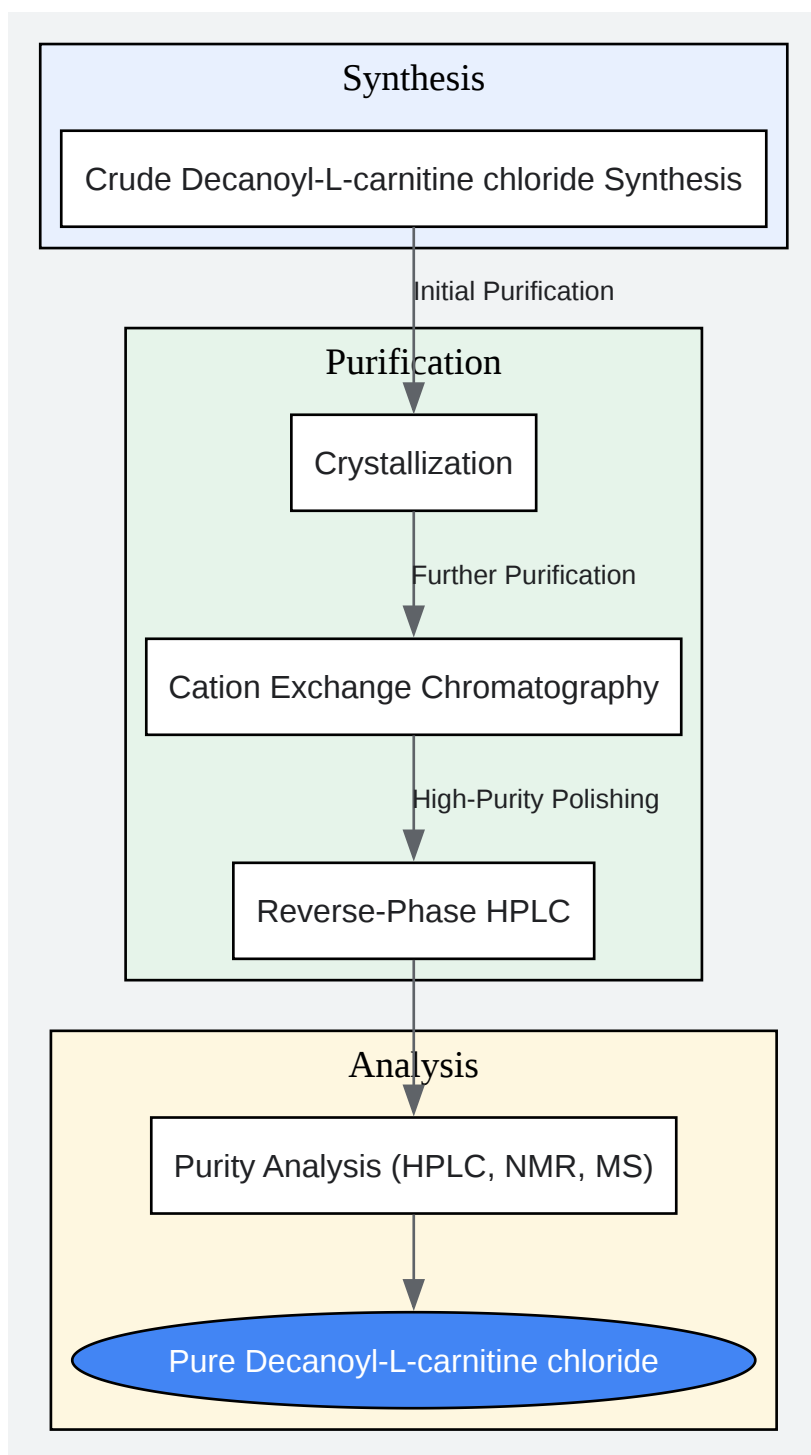 Synthesis
Crude Decanoyl-L-carnitine chloride Synthesis
Initial Purification
Purification
Crystallization
Further Purification
Cation Exchange Chromatography
High-Purity Polishing
Reverse-Phase HPLC
Analysis
Purity Analysis (HPLC, NMR, MS)
Pure Decanoyl-L-carnitine chloride